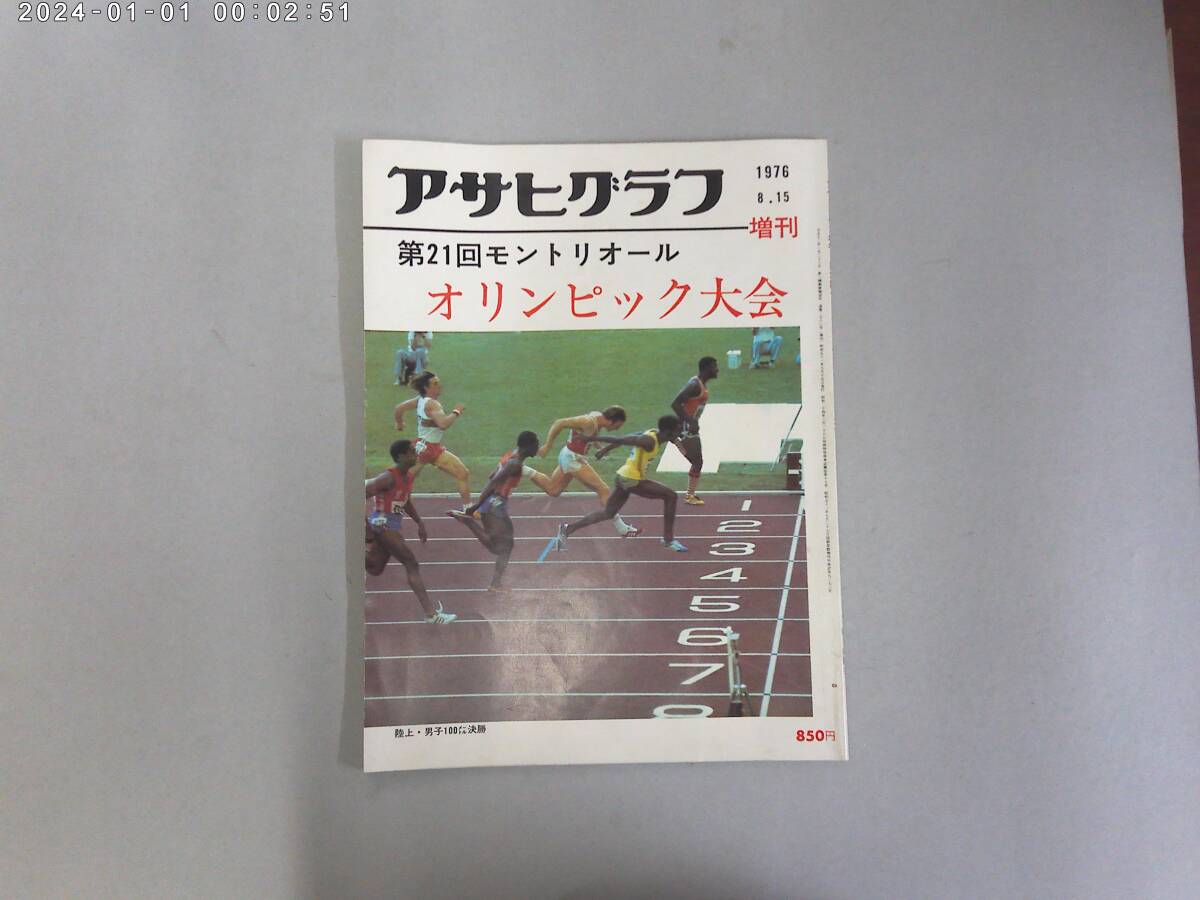 2024-01-01 00:02:51
アサヒグラフ
1976
8.15
増刊
第21回モントリオール
オリンピック大会
1
2
3
4
5
6
7
8
陸上・男子100メートル決勝
850円